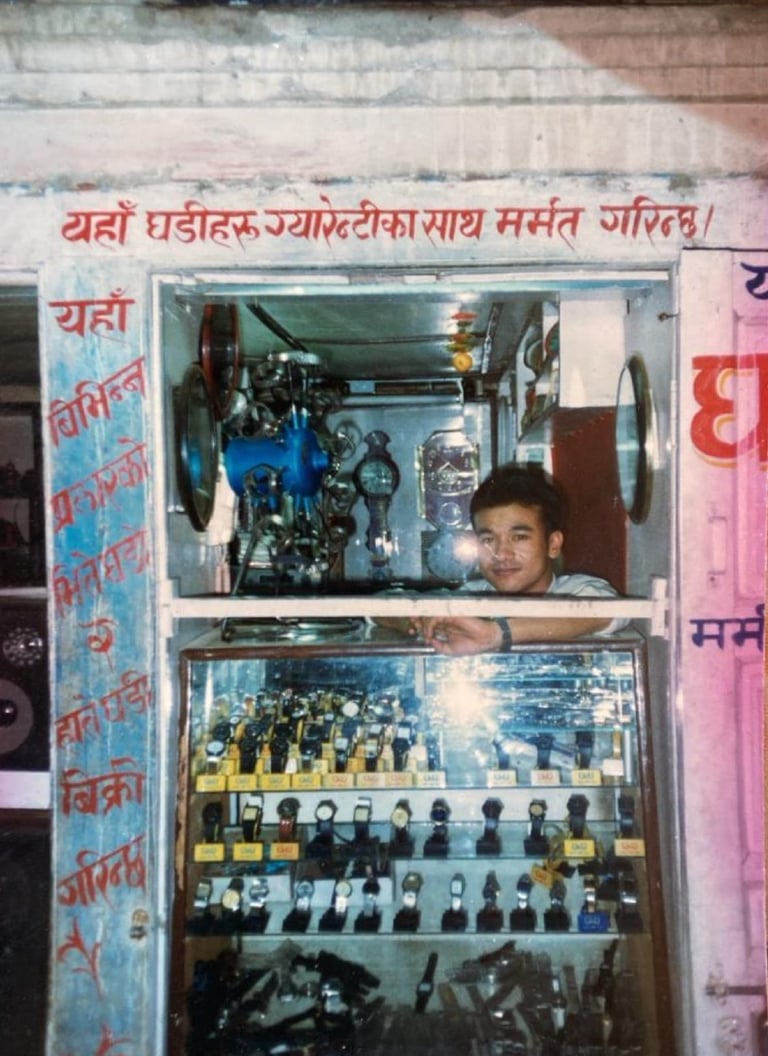 यहाँ घडीहरू ग्यारेन्टीका साथ मर्मत गरिन्छ।
यहाँ
विभिन्न
प्रकारको
भित्ते घडी
र
हाते घडी
बिक्री
गरिन्छ
घ
मर्म